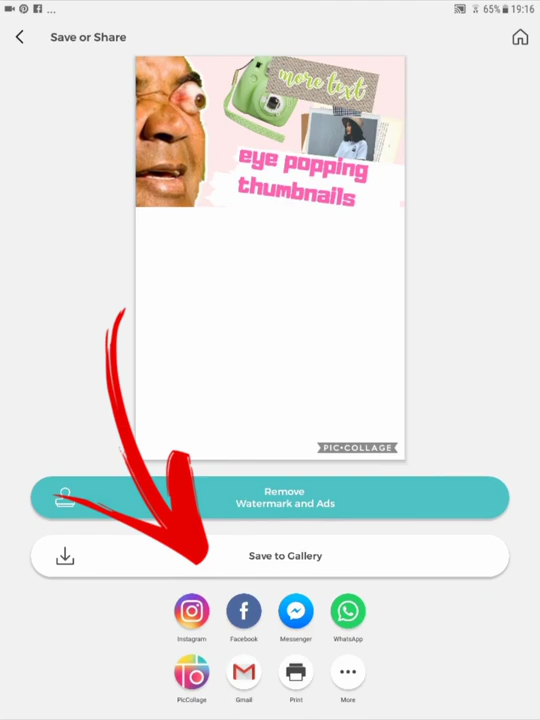 ... 65% 19:16
Save or Share
more text
eye popping
thumbnails
PIC•COLLAGE
Remove
Watermark and Ads
Save to Gallery
Instagram Facebook Messenger WhatsApp
PicCollage Gmail Print More